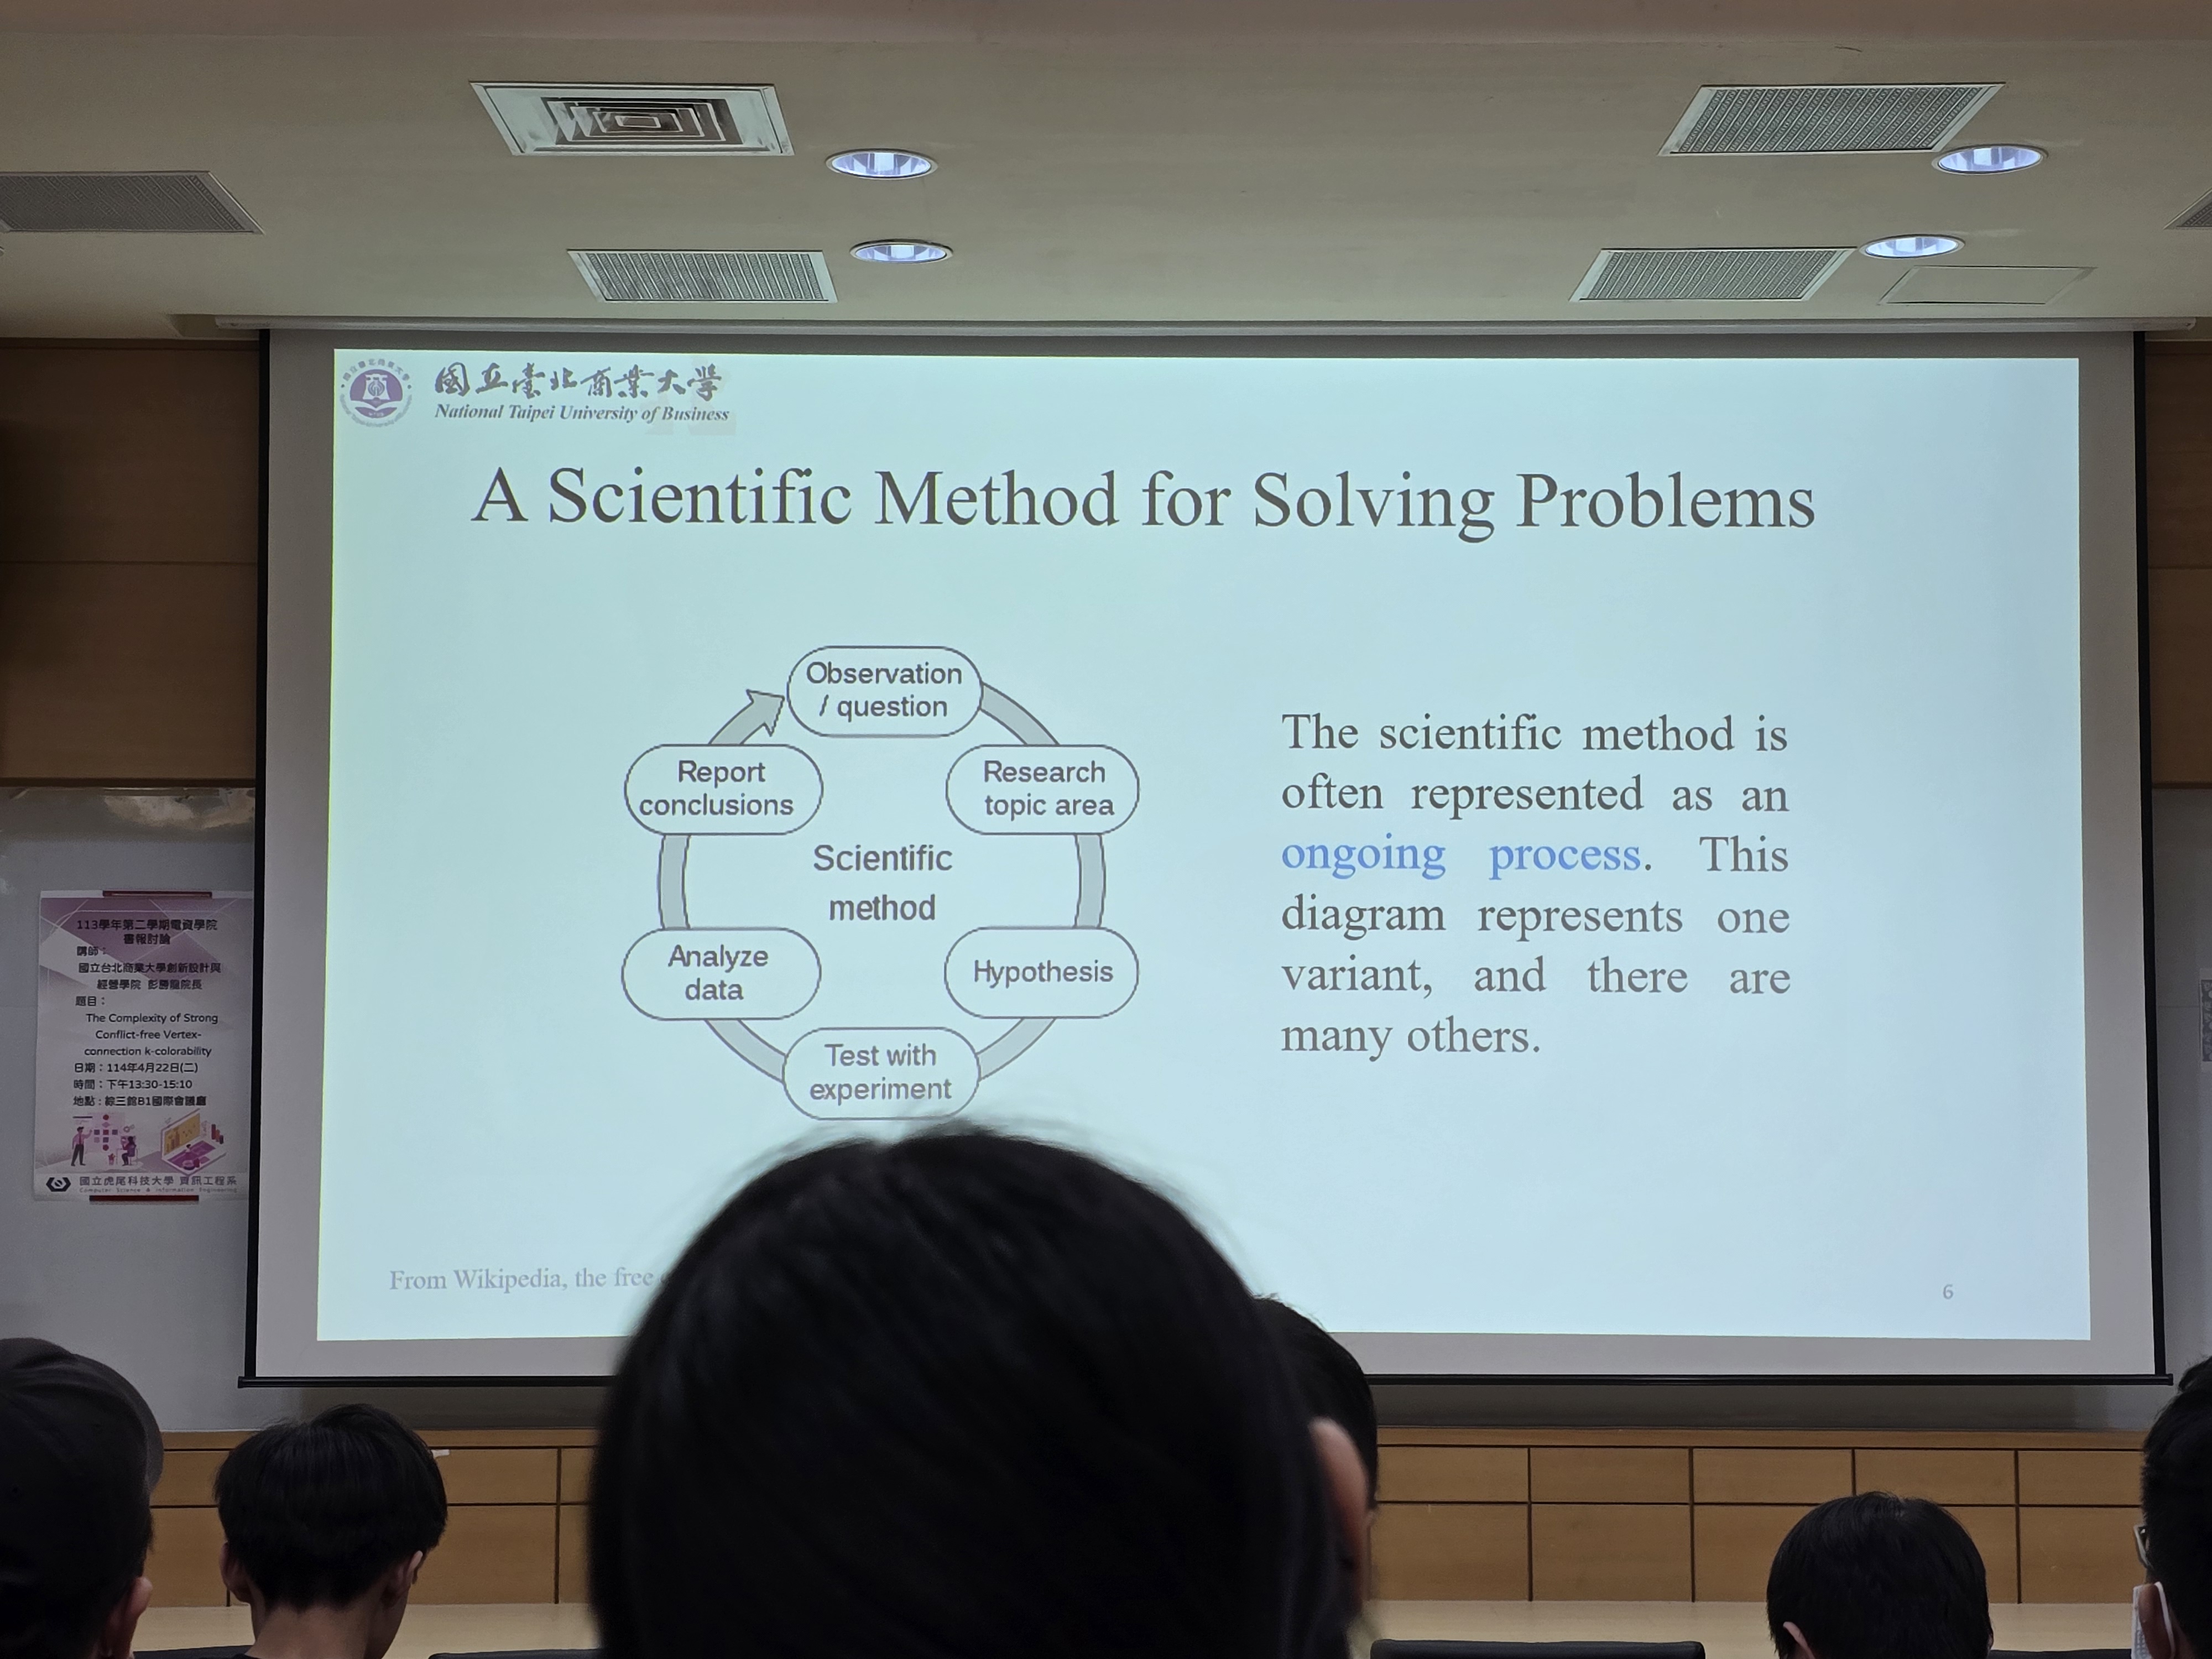 國立臺北商業大學
National Taipei University of Business
A Scientific Method for Solving Problems
Observation
/ question
Research
topic area
Hypothesis
Test with
experiment
Analyze
data
Report
conclusions
Scientific
method
The scientific method is
often represented as an
ongoing process. This
diagram represents one
variant, and there are
many others.
From Wikipedia, the free
6
113學年第二學期電資學院
書報討論
講師：
國立台北商業大學創新設計與
經營學院 彭勝龍院長
題目：
The Complexity of Strong
Conflict-free Vertex-
connection k-colorability
日期：114年4月22日(二)
時間：下午13:30-15:10
地點：綜三館B1國際會議廳
國立虎尾科技大學 資訊工程系
Computer Science & Information Engineering